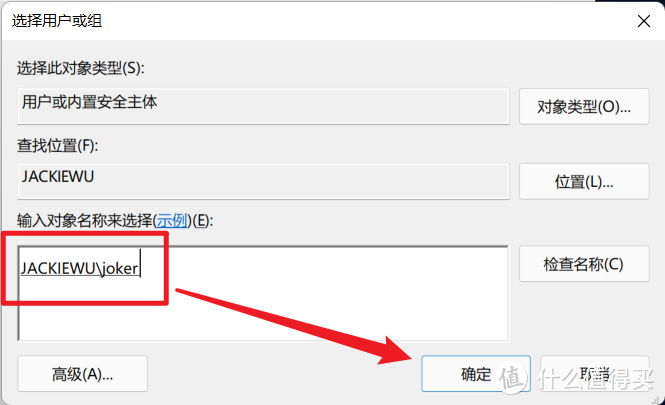 选择用户或组
选择此对象类型(S):
用户或内置安全主体
对象类型(O)...
查找位置(F):
JACKIEWU
位置(L)...
输入对象名称来选择(示例)(E):
JACKIEWU\joker
检查名称(C)
高级(A)...
确定
取消
值 什么值得买